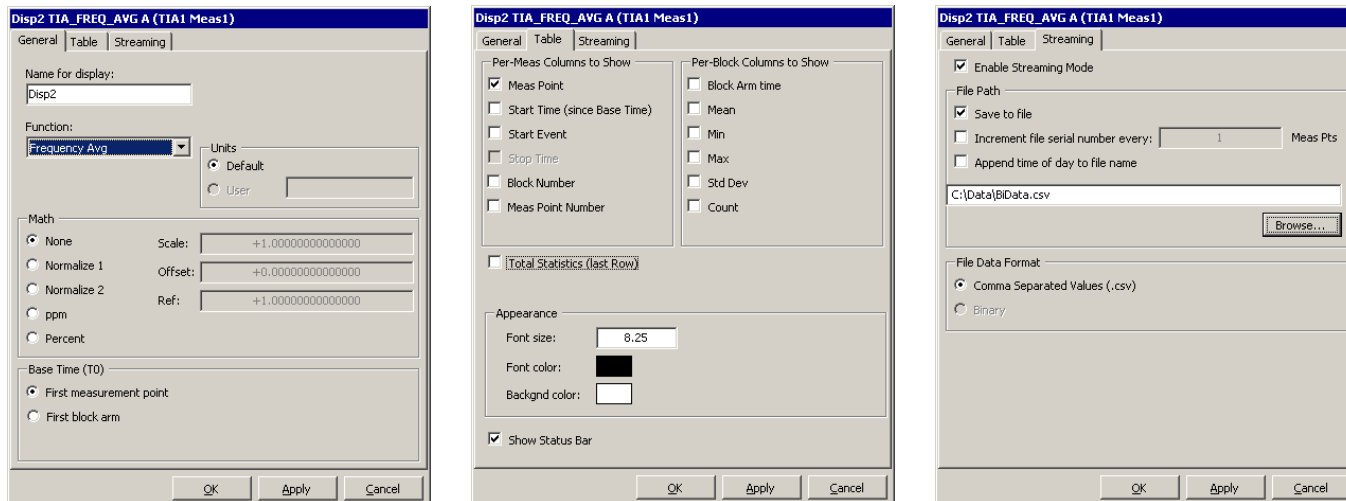 Disp2 TIA_FREQ_AVG A (TIA1 Meas1)
General Table Streaming
Name for display:
Disp2
Function:
Frequency Avg
Units
Default
User
Math
None Scale: +1.00000000000000
Normalize 1 Offset: +0.00000000000000
Normalize 2 Ref: +1.00000000000000
ppm
Percent
Base Time (T0)
First measurement point
First block arm
OK Apply Cancel
Disp2 TIA_FREQ_AVG A (TIA1 Meas1)
General Table Streaming
Per-Meas Columns to Show
Meas Point
Start Time (since Base Time)
Start Event
Stop Time
Block Number
Meas Point Number
Per-Block Columns to Show
Block Arm time
Mean
Min
Max
Std Dev
Count
Total Statistics (last Row)
Appearance
Font size: 8.25
Font color:
Backgnd color:
Show Status Bar
OK Apply Cancel
Disp2 TIA_FREQ_AVG A (TIA1 Meas1)
General Table Streaming
Enable Streaming Mode
File Path
Save to file
Increment file serial number every: 1 Meas Pts
Append time of day to file name
C:\Data\BiData.csv
Browse...
File Data Format
Comma Separated Values (.csv)
Binary
OK Apply Cancel